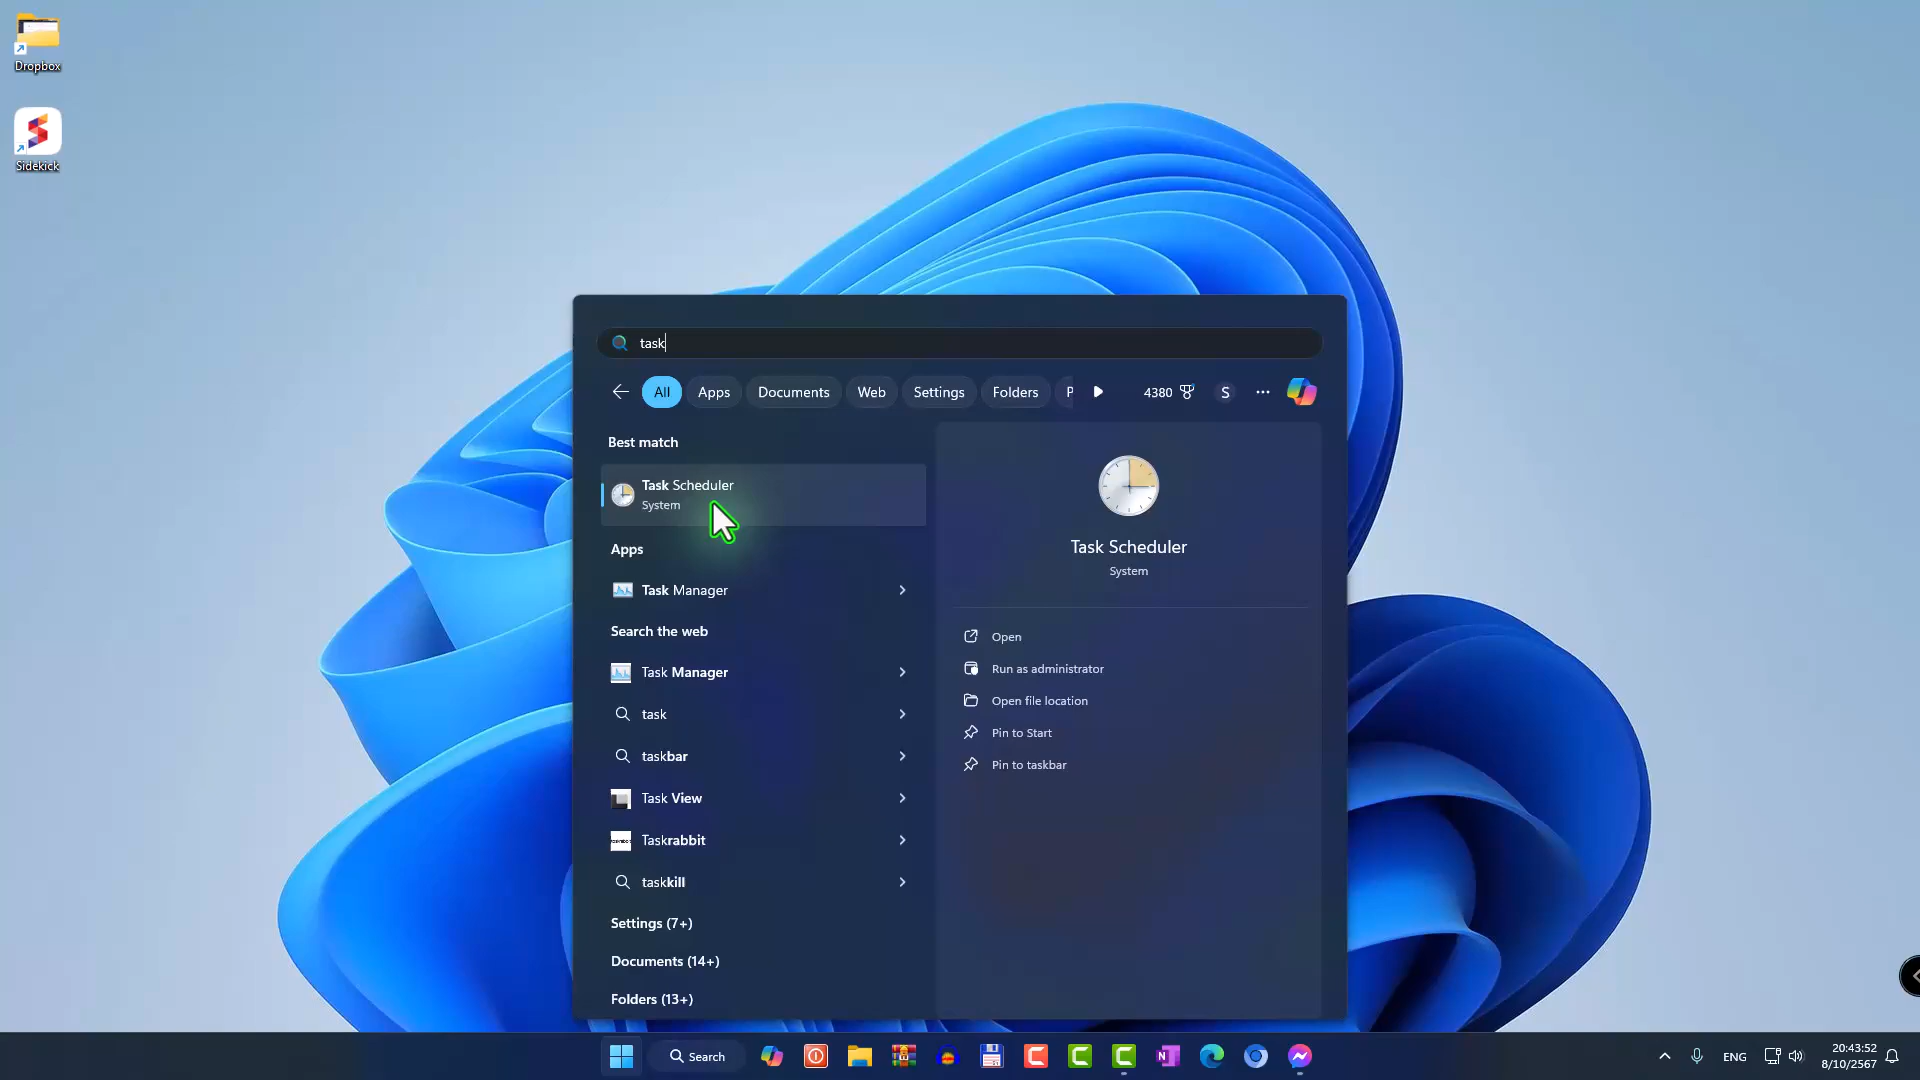 Dropbox
Sidekick
task
All Apps Documents Web Settings Folders P 4380 S
Best match
Task Scheduler
System
Apps
Task Manager
Search the web
Task Manager
task
taskbar
Task View
Taskrabbit
taskkill
Settings (7+)
Documents (14+)
Folders (13+)
Task Scheduler
System
Open
Run as administrator
Open file location
Pin to Start
Pin to taskbar
Search
ENG
20:43:52
8/10/2567